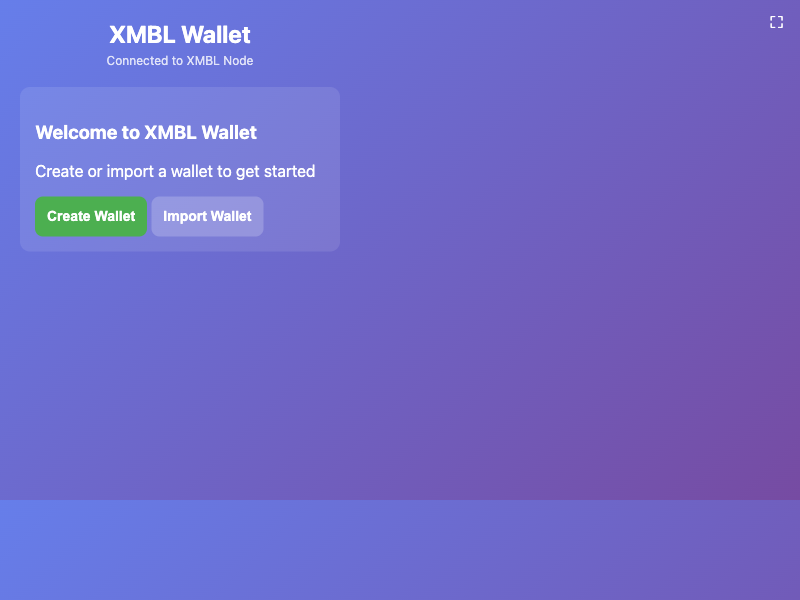 XMBL Wallet
Connected to XMBL Node
Welcome to XMBL Wallet
Create or import a wallet to get started
Create Wallet Import Wallet